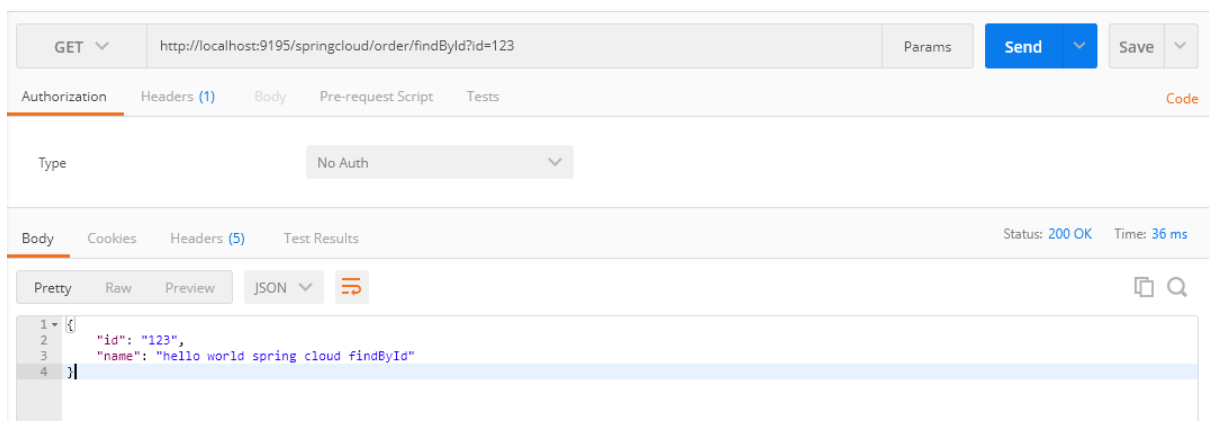 GET http://localhost:9195/springcloud/order/findById?id=123 Params Send Save
Authorization Headers (1) Body Pre-request Script Tests Code
Type No Auth
Body Cookies Headers (5) Test Results Status: 200 OK Time: 36 ms
Pretty Raw Preview JSON
1 {
2 "id": "123",
3 "name": "hello world spring cloud findById"
4 }